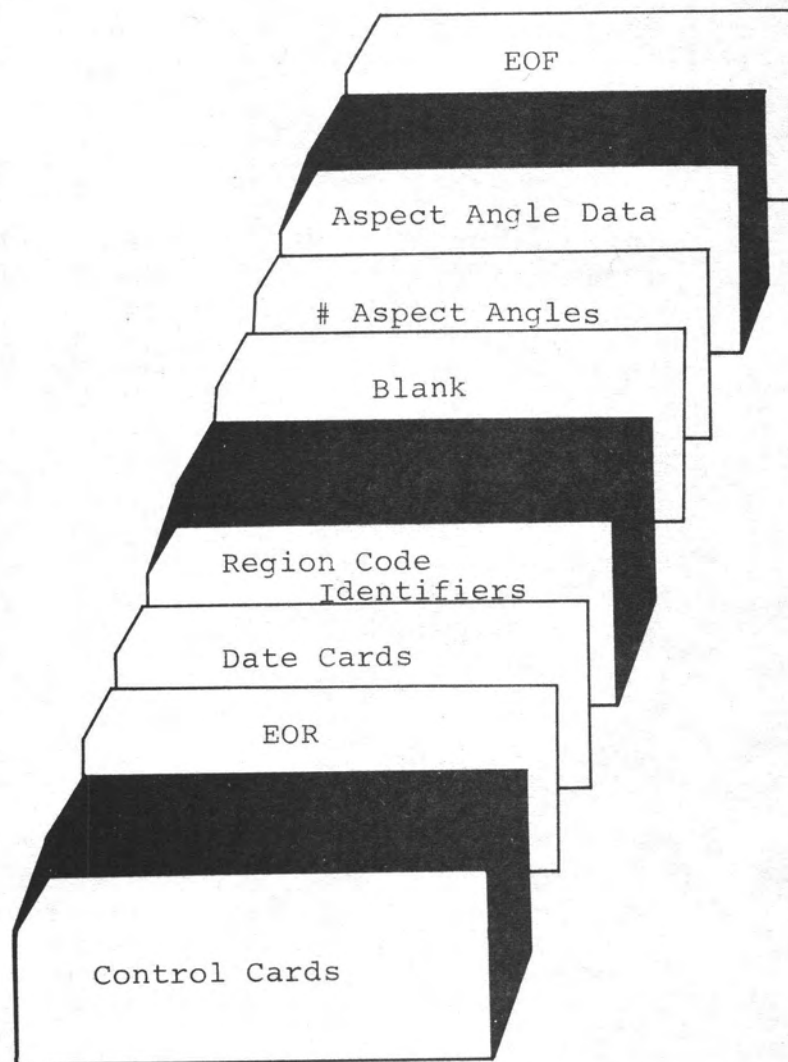 EOF
Aspect Angle Data
# Aspect Angles
Blank
Region Code
Identifiers
Date Cards
EOR
Control Cards